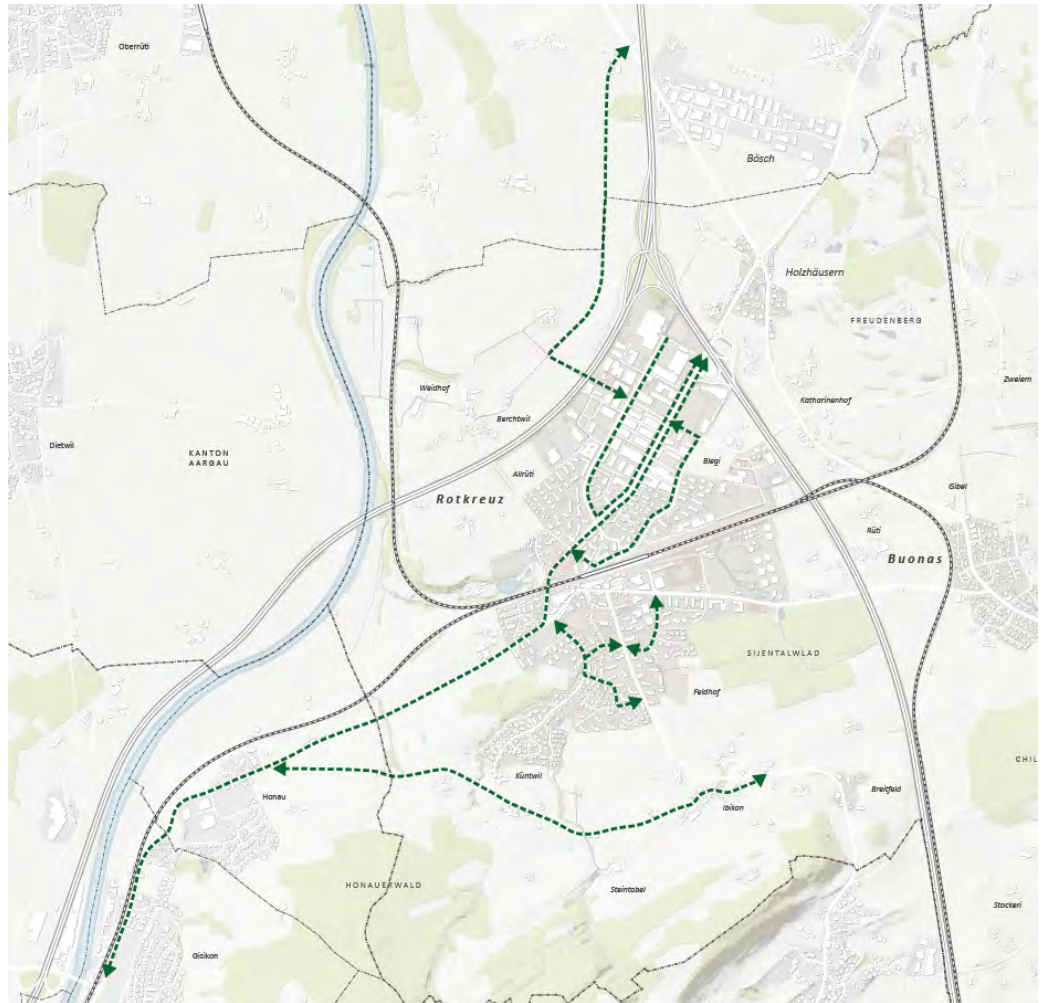 Oberrüti
Bösch
Holzhäusern
FREUDENBERG
Weidhof
Zweiern
Katharinenhof
Berchtwil
Dietwil
KANTON
AARGAU
Allrüti
Blegi
Gibel
Rotkreuz
Rüti
Buonas
SIJENTALWLAD
Feldhof
CHIL
Küntwil
Honau
Ibikon
Breitfeld
HONAUERWALD
Steintobel
Stockeri
Gisikon